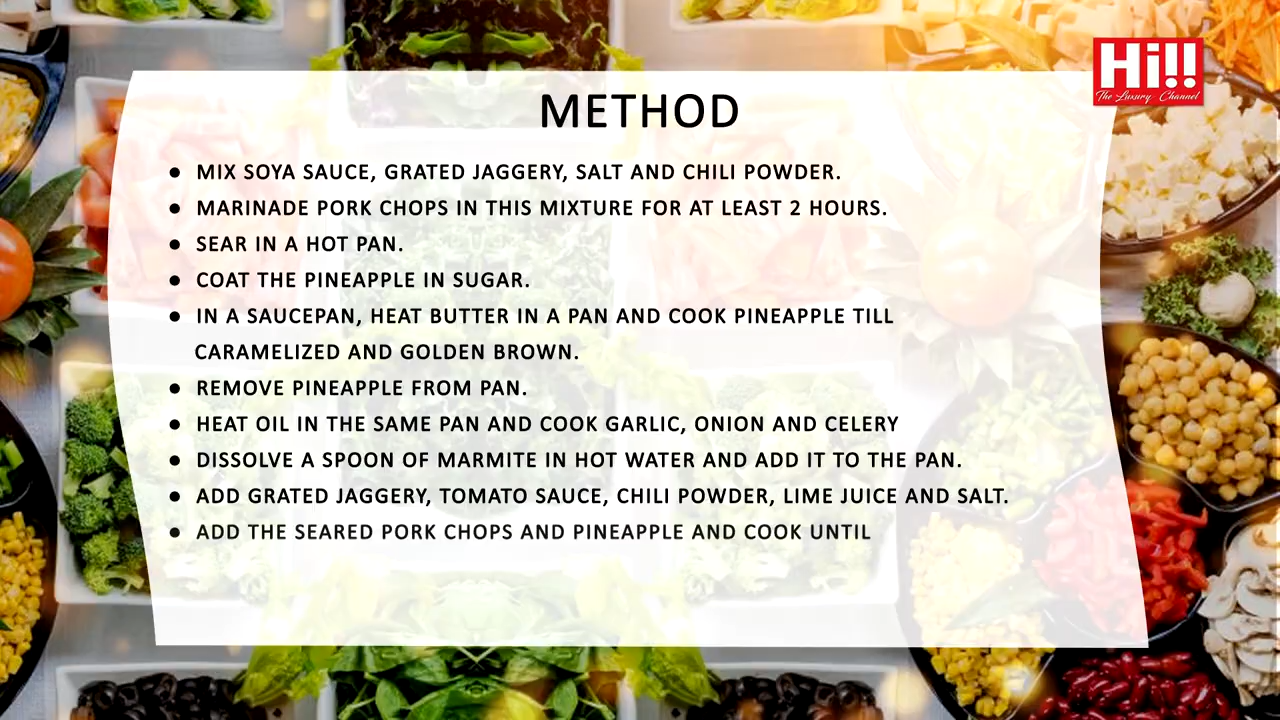 Hi!!
The Luxury Channel
METHOD
● MIX SOYA SAUCE, GRATED JAGGERY, SALT AND CHILI POWDER.
● MARINADE PORK CHOPS IN THIS MIXTURE FOR AT LEAST 2 HOURS.
● SEAR IN A HOT PAN.
● COAT THE PINEAPPLE IN SUGAR.
● IN A SAUCEPAN, HEAT BUTTER IN A PAN AND COOK PINEAPPLE TILL
CARAMELIZED AND GOLDEN BROWN.
● REMOVE PINEAPPLE FROM PAN.
● HEAT OIL IN THE SAME PAN AND COOK GARLIC, ONION AND CELERY
● DISSOLVE A SPOON OF MARMITE IN HOT WATER AND ADD IT TO THE PAN.
● ADD GRATED JAGGERY, TOMATO SAUCE, CHILI POWDER, LIME JUICE AND SALT.
● ADD THE SEARED PORK CHOPS AND PINEAPPLE AND COOK UNTIL